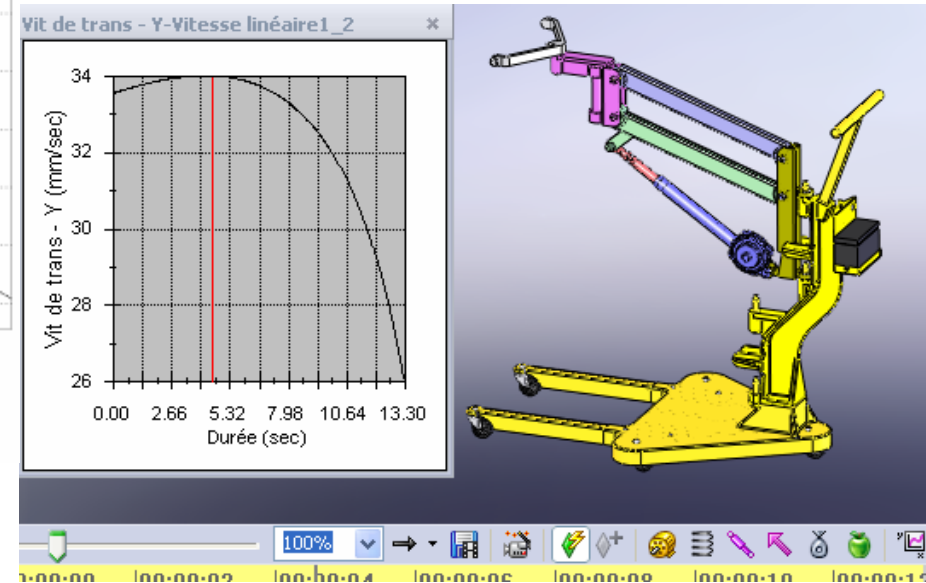 Vit de trans - Y-Vitesse linéaire1_2
Vit de trans - Y (mm/sec)
34
32
30
28
26
0.00 2.66 5.32 7.98 10.64 13.30
Durée (sec)
100%
00:00:02 00:00:04 00:00:06 00:00:08 00:00:10